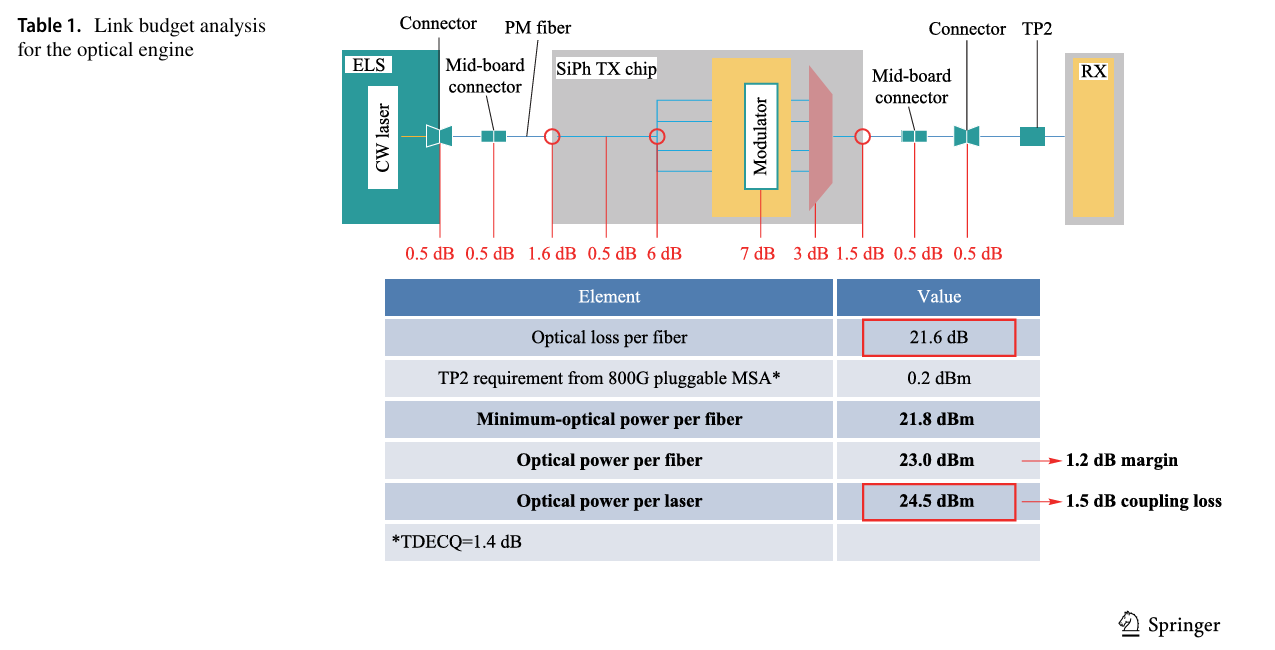 Table 1. Link budget analysis
for the optical engine
Connector
PM fiber
Connector
TP2
ELS
Mid-board
connector
SiPh TX chip
Mid-board
connector
RX
CW laser
Modulator
0.5 dB 0.5 dB 1.6 dB 0.5 dB 6 dB 7 dB 3 dB 1.5 dB 0.5 dB 0.5 dB
Element Value
Optical loss per fiber 21.6 dB
TP2 requirement from 800G pluggable MSA* 0.2 dBm
Minimum-optical power per fiber 21.8 dBm
Optical power per fiber 23.0 dBm 1.2 dB margin
Optical power per laser 24.5 dBm 1.5 dB coupling loss
*TDECQ=1.4 dB
Springer